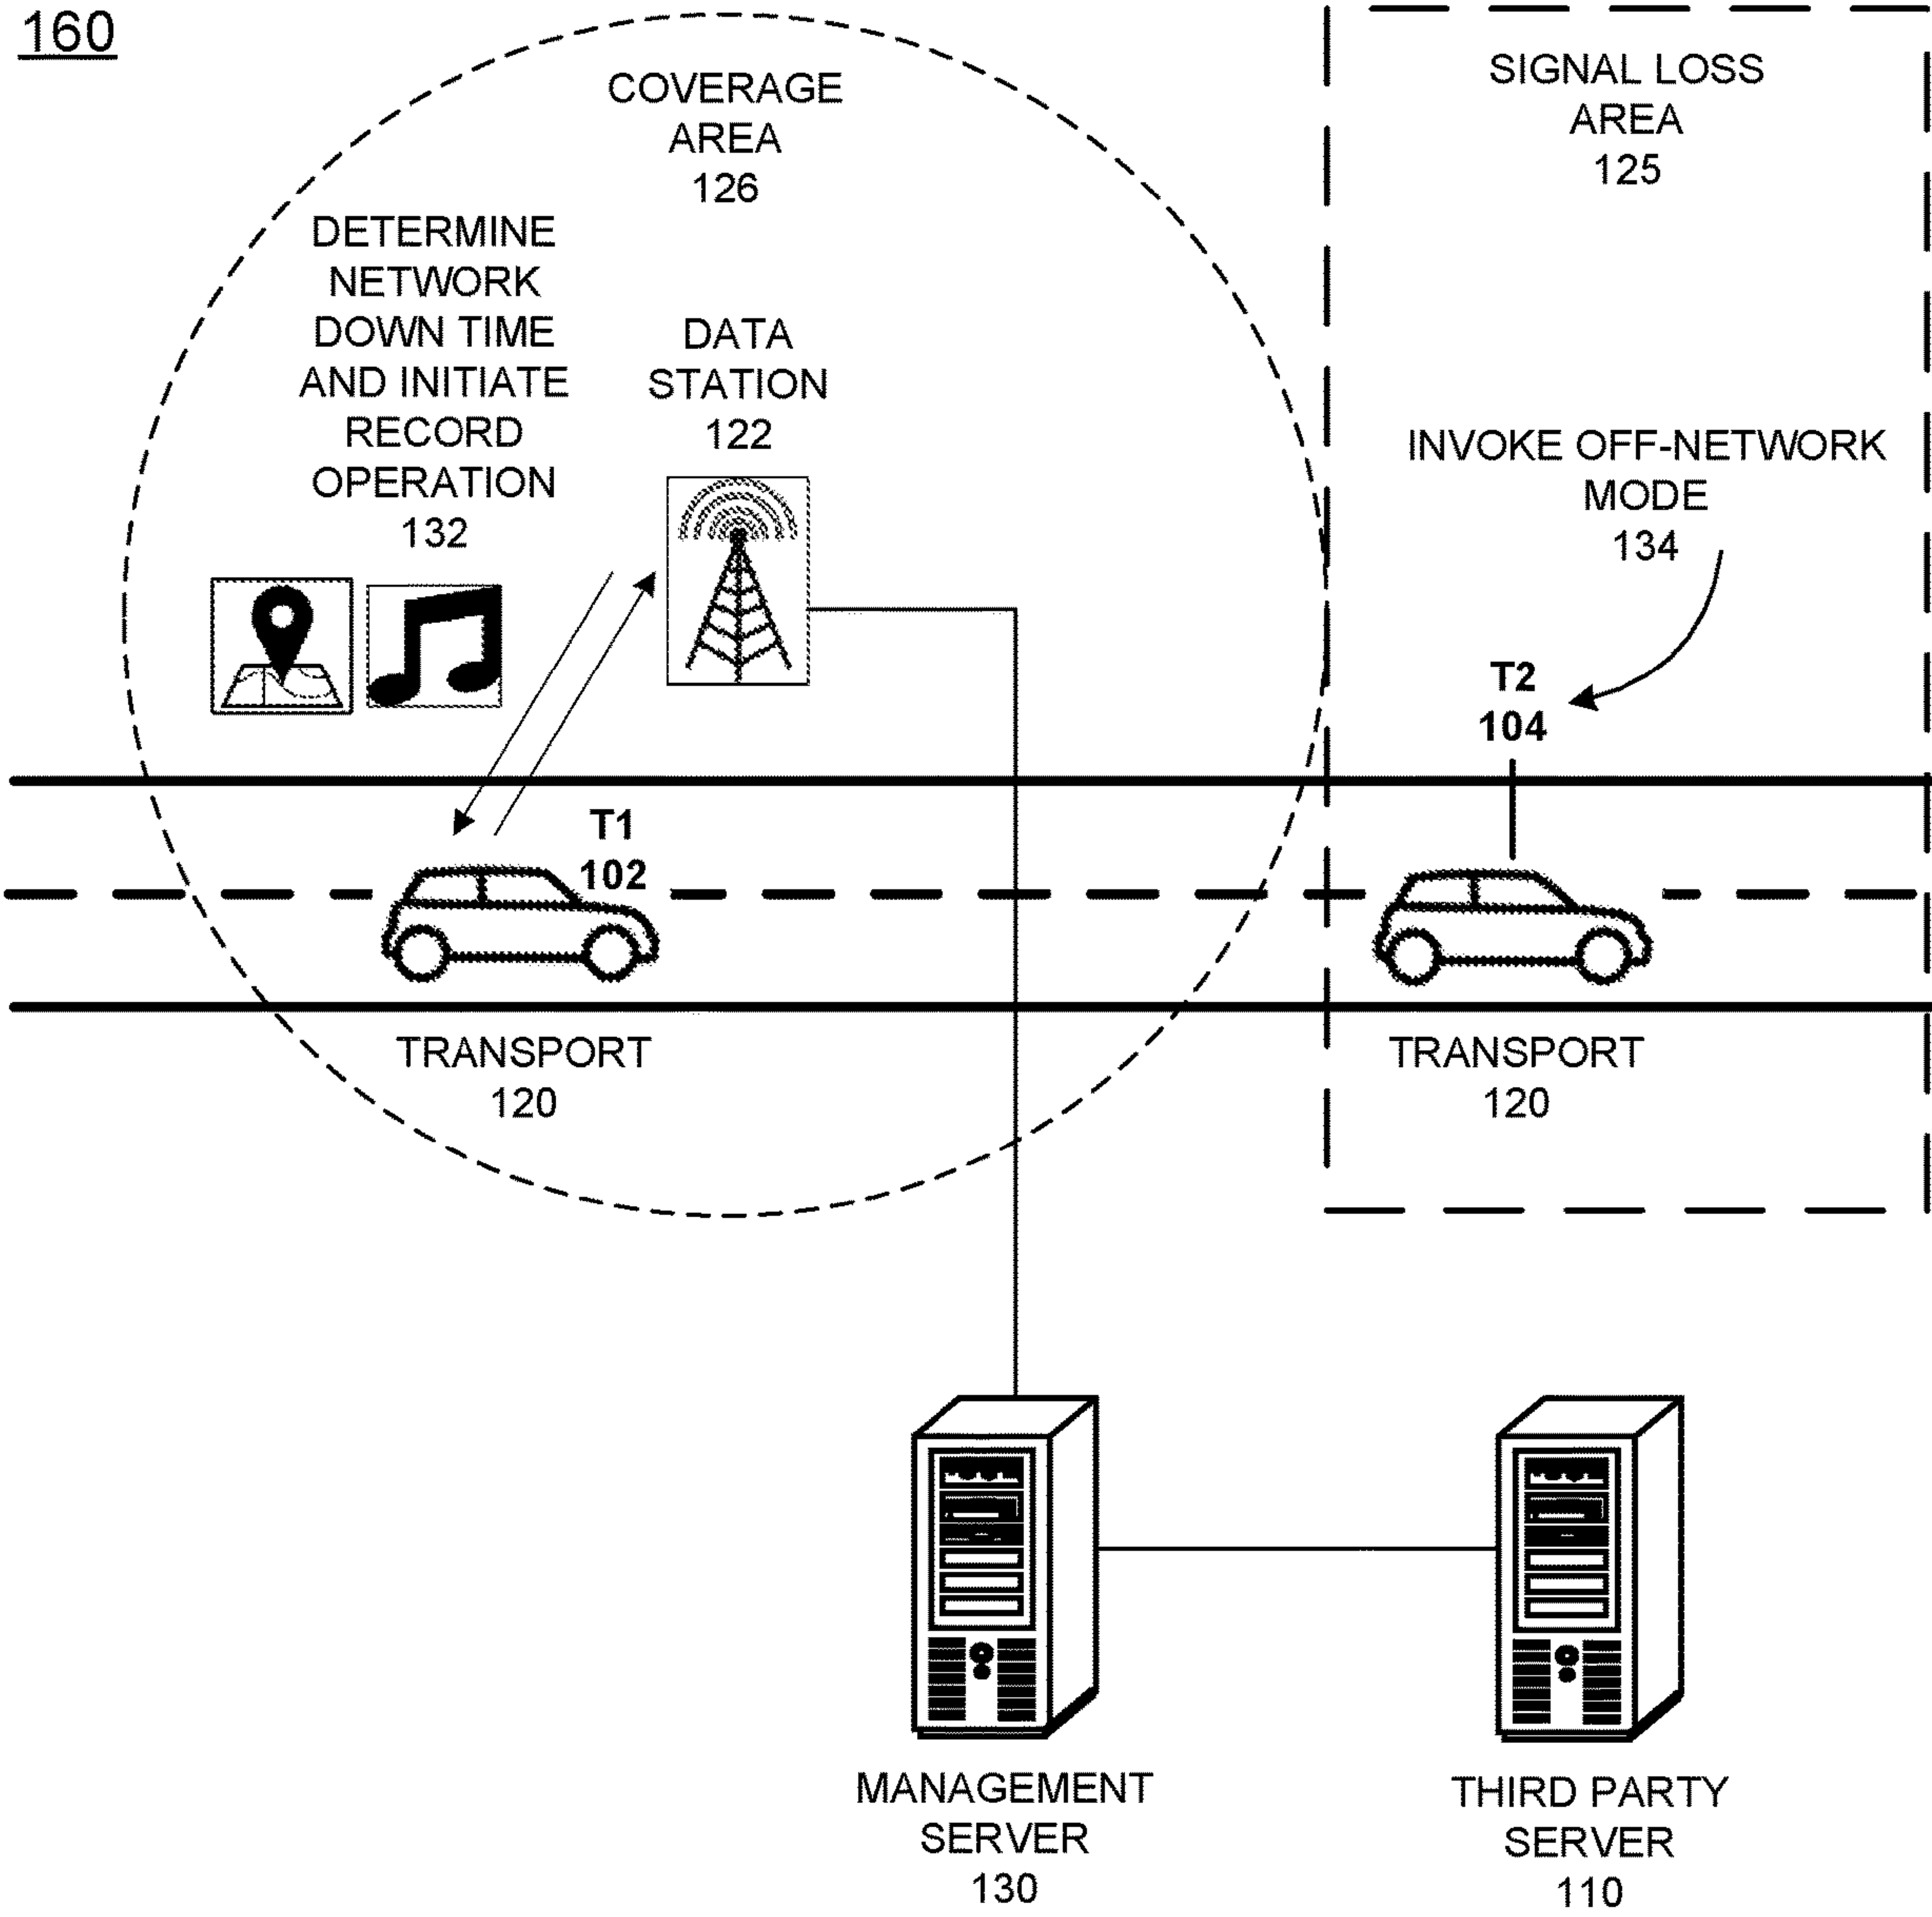 160
COVERAGE
AREA
126
SIGNAL LOSS
AREA
125
DETERMINE
NETWORK
DOWN TIME
AND INITIATE
RECORD
OPERATION
132
DATA
STATION
122
INVOKE OFF-NETWORK
MODE
134
T2
104
T1
102
TRANSPORT
120
TRANSPORT
120
MANAGEMENT
SERVER
130
THIRD PARTY
SERVER
110